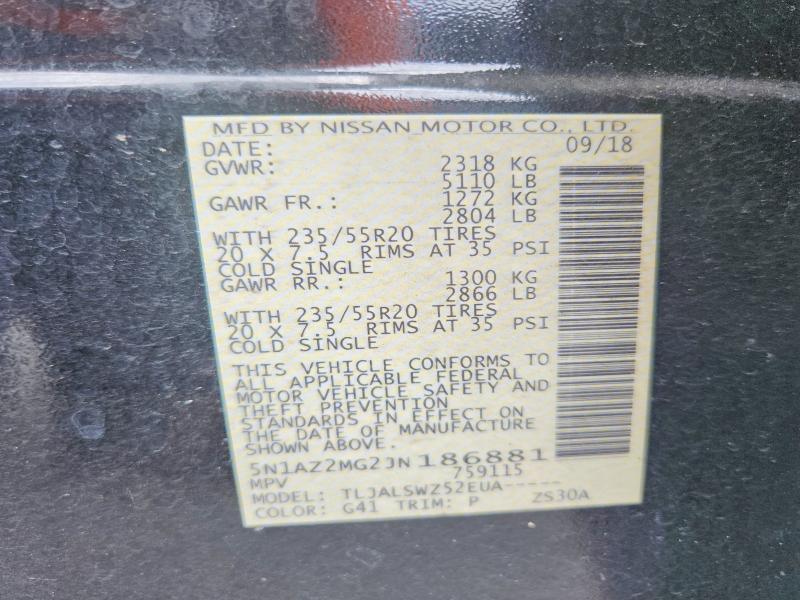 MFD BY NISSAN MOTOR CO., LTD.
DATE: 09/18
GVWR: 2318 KG
5110 LB
GAWR FR.: 1272 KG
2804 LB
WITH 235/55R20 TIRES
20 X 7.5 RIMS AT 35 PSI
COLD SINGLE
GAWR RR.: 1300 KG
2866 LB
WITH 235/55R20 TIRES
20 X 7.5 RIMS AT 35 PSI
COLD SINGLE
THIS VEHICLE CONFORMS TO
ALL APPLICABLE FEDERAL
MOTOR VEHICLE SAFETY AND
THEFT PREVENTION
STANDARDS IN EFFECT ON
THE DATE OF MANUFACTURE
SHOWN ABOVE.
5N1AZ2MG2JN186881
MPV 759115
MODEL: TLJALSWZ52EUA-----
COLOR: G41 TRIM: P ZS30A